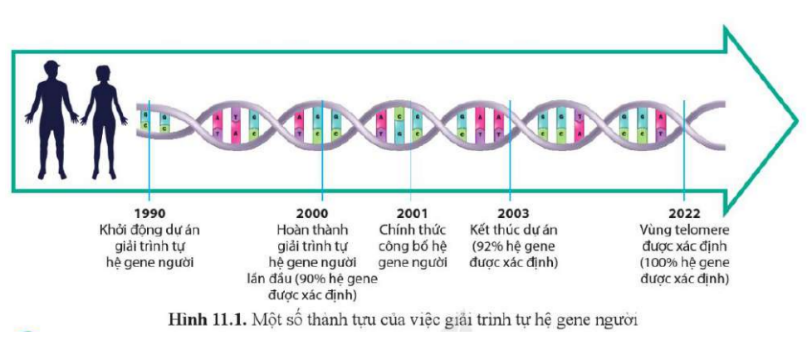 1990
Khởi động dự án
giải trình tự
hệ gene người
2000
Hoàn thành
giải trình tự
hệ gene người
lần đầu (90% hệ gene
được xác định)
2001
Chính thức
công bố hệ
gene người
2003
Kết thúc dự án
(92% hệ gene
được xác định)
2022
Vùng telomere
được xác định
(100% hệ gene
được xác định)
Hình 11.1. Một số thành tựu của việc giải trình tự hệ gene người